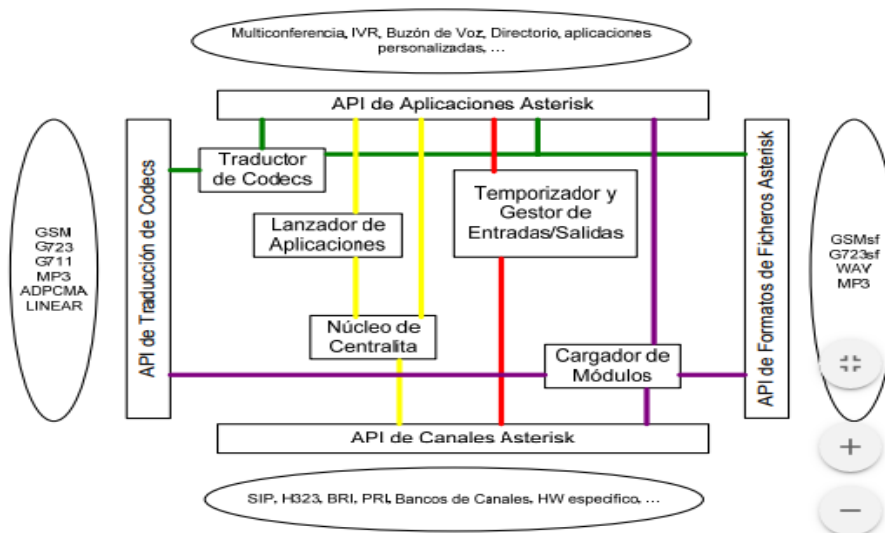 Multiconferencia, IVR, Buzón de Voz, Directorio, aplicaciones
personalizadas, ...
API de Aplicaciones Asterisk
API de Traducción de Codecs
GSM
G723
G711
MP3
ADPCMA
LINEAR
Traductor
de Codecs
Lanzador de
Aplicaciones
Temporizador y
Gestor de
Entradas/Salidas
Núcleo de
Centralita
Cargador de
Módulos
API de Formatos de Ficheros Asterisk
GSMsf
G723sf
WAV
MP3
API de Canales Asterisk
SIP, H323, BRI, PRI, Bancos de Canales, HW específico, ...